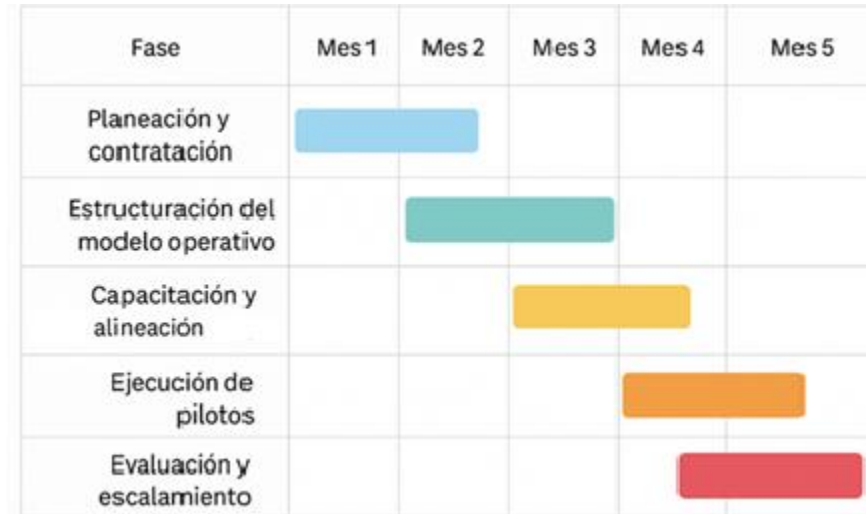 Fase Mes 1 Mes 2 Mes 3 Mes 4 Mes 5
Planeación y
contratación
Estructuración del
modelo operativo
Capacitación y
alineación
Ejecución de
pilotos
Evaluación y
escalamiento